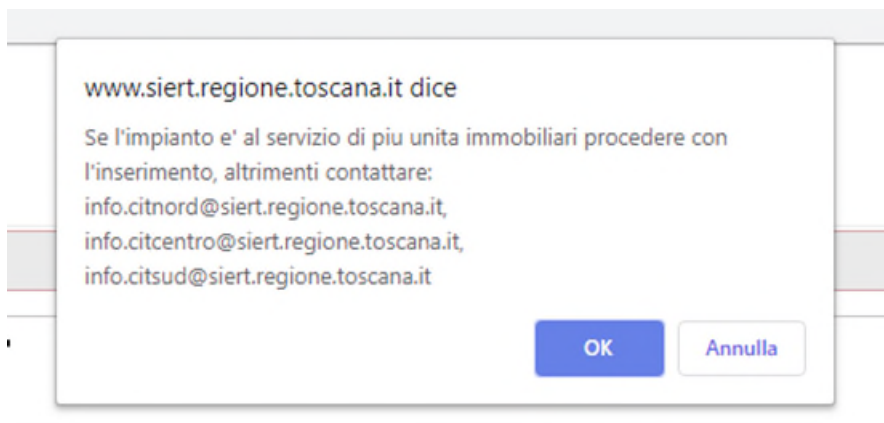 www.siert.regione.toscana.it dice
Se l'impianto e' al servizio di piu unita immobiliari procedere con
l'inserimento, altrimenti contattare:
info.citnord@siert.regione.toscana.it,
info.citcentro@siert.regione.toscana.it,
info.citsud@siert.regione.toscana.it
OK
Annulla